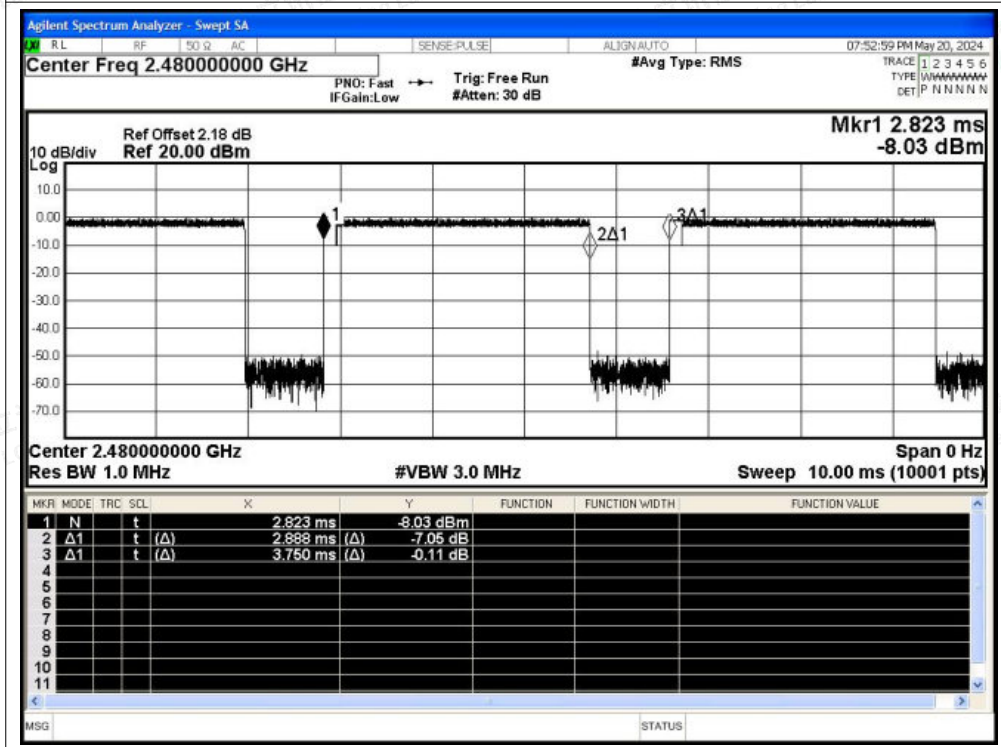 Agilent Spectrum Analyzer - Swept SA
LXI RL RF 50 Ω AC SENSE:PULSE ALIGN AUTO 07:52:59 PM May 20, 2024
Center Freq 2.480000000 GHz
PNO: Fast
IFGain:Low
Trig: Free Run
#Atten: 30 dB
#Avg Type: RMS
TRACE 1 2 3 4 5 6
TYPE WWWWWW
DET P N N N N N
Ref Offset 2.18 dB
10 dB/div Ref 20.00 dBm
Log
Mkr1 2.823 ms
-8.03 dBm
10.0
0.00
-10.0
-20.0
-30.0
-40.0
-50.0
-60.0
-70.0
1
2Δ1
3Δ1
Center 2.480000000 GHz Span 0 Hz
Res BW 1.0 MHz #VBW 3.0 MHz Sweep 10.00 ms (10001 pts)
MKR MODE TRC SCL X Y FUNCTION FUNCTION WIDTH FUNCTION VALUE
1 N t 2.823 ms -8.03 dBm
2 Δ1 t (Δ) 2.888 ms (Δ) -7.05 dB
3 Δ1 t (Δ) 3.750 ms (Δ) -0.11 dB
4
5
6
7
8
9
10
11
MSG STATUS